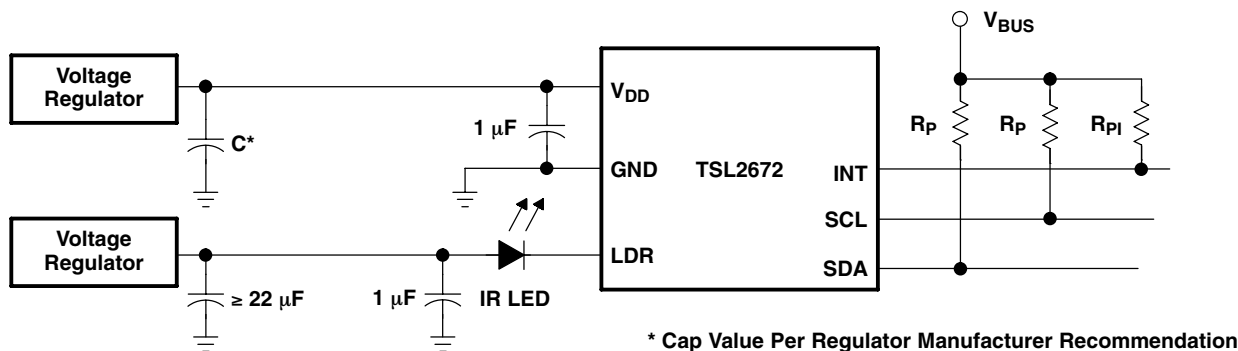 V_BUS
Voltage
Regulator
V_DD
C*
1 μF
R_P
R_P
R_PI
GND
TSL2672
INT
SCL
Voltage
Regulator
LDR
SDA
≥ 22 μF
1 μF
IR LED
* Cap Value Per Regulator Manufacturer Recommendation